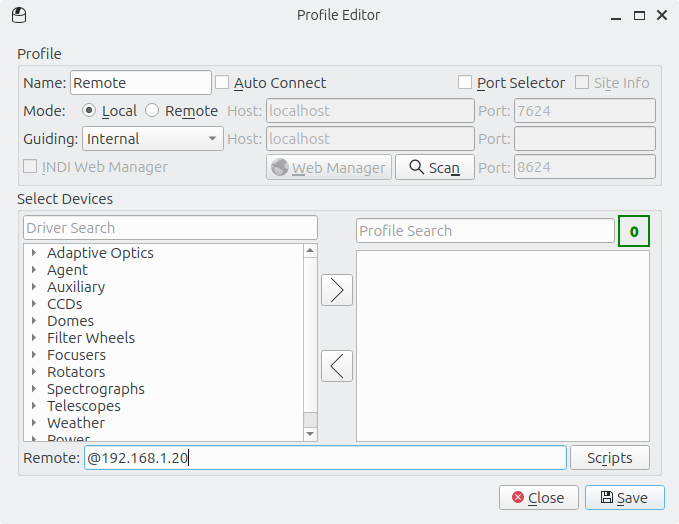 Profile Editor
Profile
Name: Remote Auto Connect Port Selector Site Info
Mode: Local Remote Host: localhost Port: 7624
Guiding: Internal Host: localhost Port:
INDI Web Manager Web Manager Scan Port: 8624
Select Devices
Driver Search Profile Search 0
Adaptive Optics
Agent
Auxiliary
CCDs
Domes
Filter Wheels
Focusers
Rotators
Spectrographs
Telescopes
Weather
Power
Remote: @192.168.1.20 Scripts
Close Save